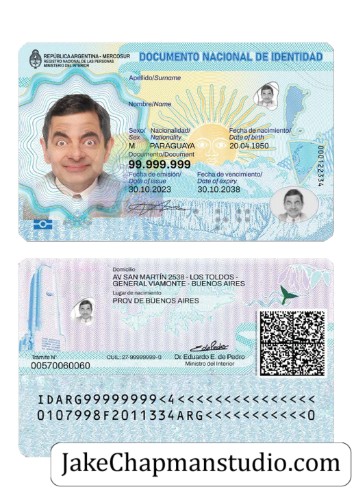 REPÚBLICA ARGENTINA - MERCOSUR
REGISTRO NACIONAL DE LAS PERSONAS
MINISTERIO DEL INTERIOR
DOCUMENTO NACIONAL DE IDENTIDAD
Apellido/Surname
Nombre/Name
Sexo/ Nacionalidad/ Fecha de nacimiento/
Sex Nationality Date of birth
M PARAGUAYA 20.04.1950
Documento/Document
99.999.999
Fecha de emisión/ Fecha de vencimiento/
Date of issue Date of expiry
30.10.2023 30.10.2038
Domicilio
AV SAN MARTÍN 2538 - LOS TOLDOS -
GENERAL VIAMONTE - BUENOS AIRES
Lugar de nacimiento
PROV DE BUENOS AIRES
Trámite N°
00570060060
CUIL: 27-99999999-0
Dr. Eduardo E. de Pedro
Ministro del Interior
IDARG99999999<4<<<<<<<<<<<<<<<
0107998F2011334ARG<<<<<<<<<<<0
JakeChapmanstudio.com